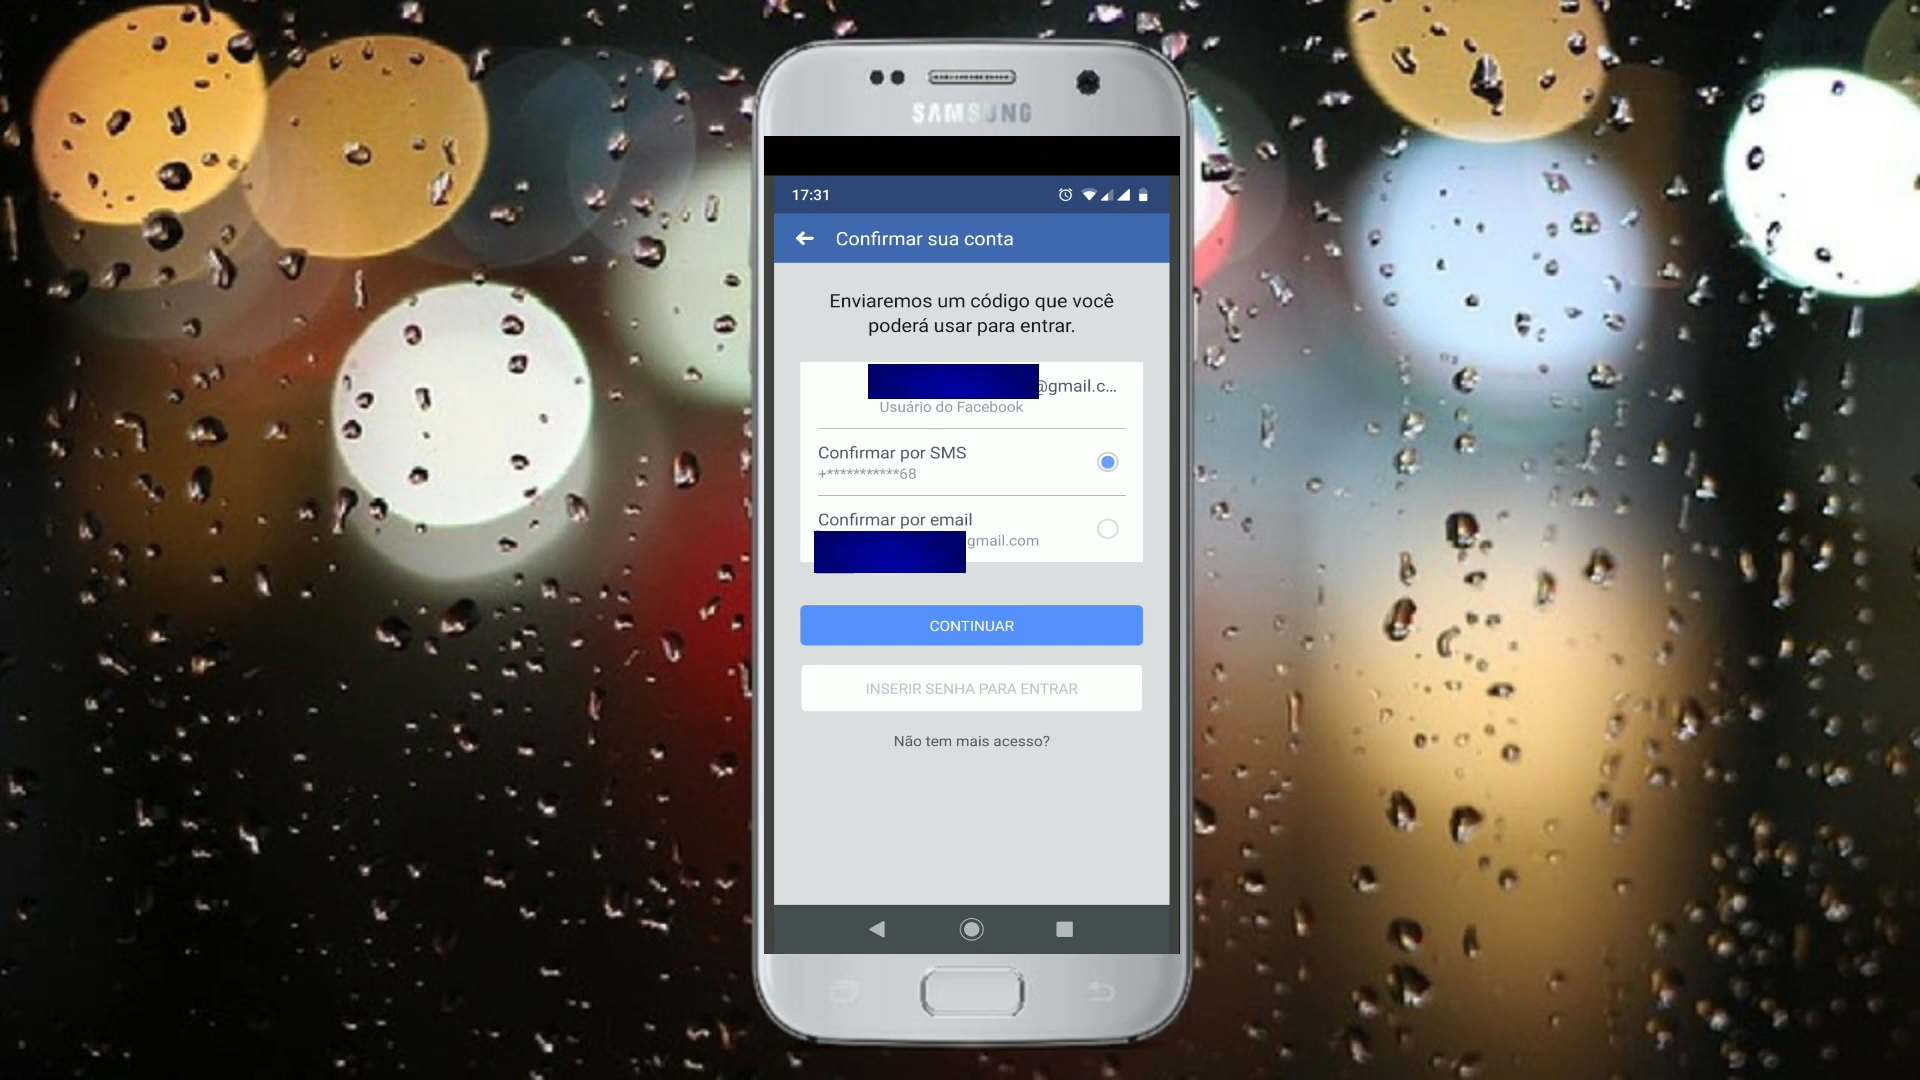 SAMSUNG
17:31
Confirmar sua conta
Enviaremos um código que você
poderá usar para entrar.
@gmail.c...
Usuário do Facebook
Confirmar por SMS
+***********68
Confirmar por email
gmail.com
CONTINUAR
INSERIR SENHA PARA ENTRAR
Não tem mais acesso?